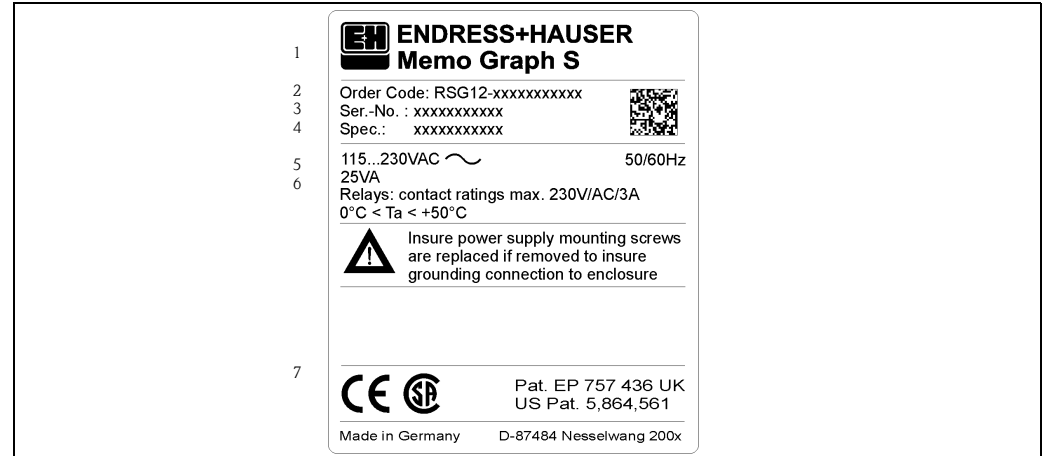 1
E+H ENDRESS+HAUSER
Memo Graph S
2
Order Code: RSG12-xxxxxxxxxxx
3
Ser.-No. : xxxxxxxxxxx
4
Spec.: xxxxxxxxxxx
5
115...230VAC 50/60Hz
6
25VA
Relays: contact ratings max. 230V/AC/3A
0°C < Ta < +50°C
!
Insure power supply mounting screws
are replaced if removed to insure
grounding connection to enclosure
7
CE SA Pat. EP 757 436 UK
US Pat. 5,864,561
Made in Germany D-87484 Nesselwang 200x